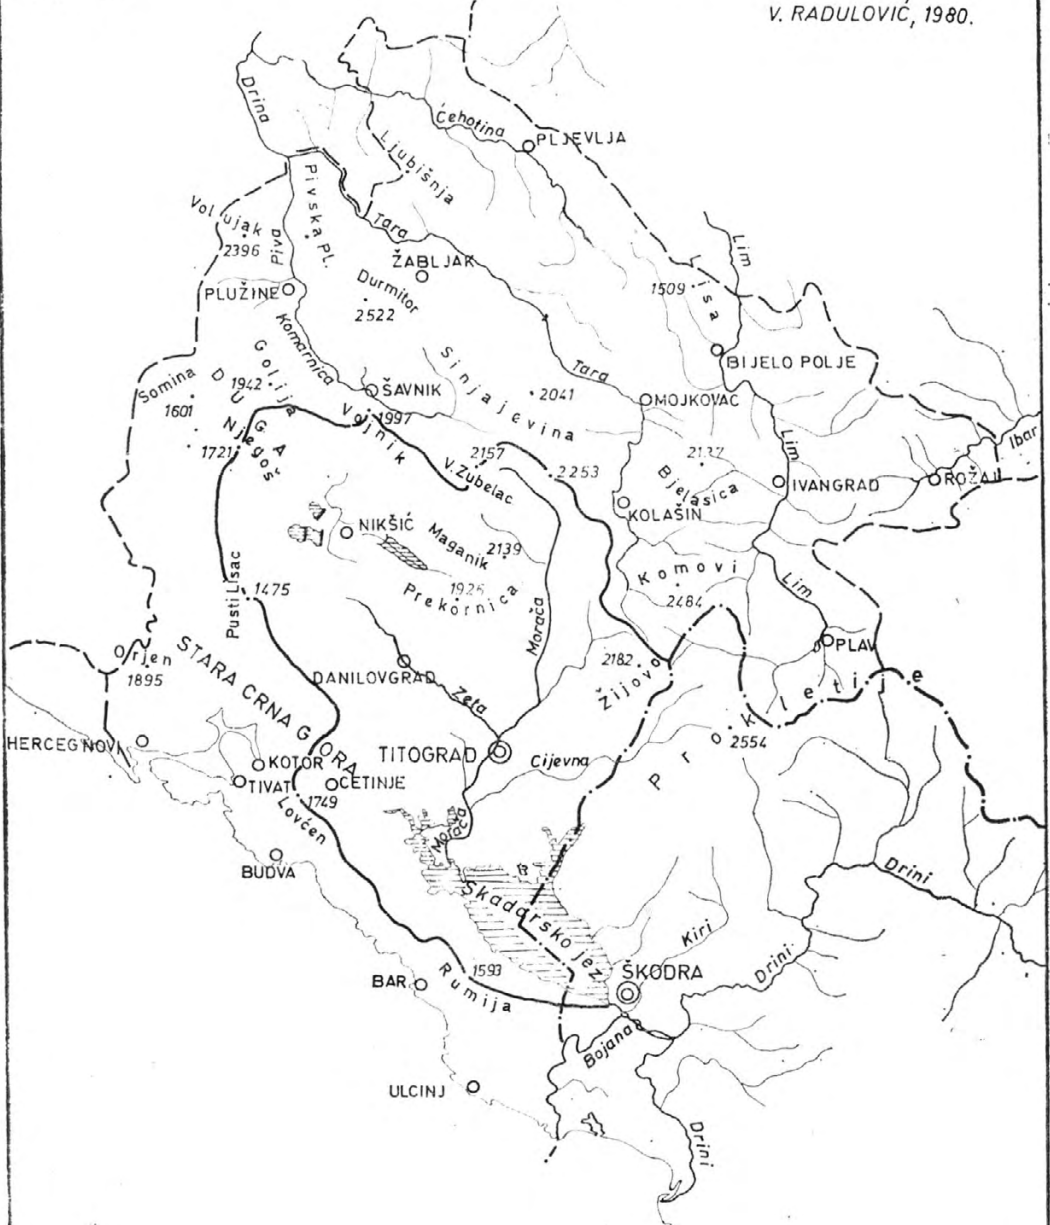 V. RADULOVIĆ, 1980.
Drina
Ćehotina
PLJEVLJA
Ljubišnja
Pivska PL.
Volujak
2396
Piva
Tara
ŽABLJAK
Lim
Lisa
1509
PLUŽINE
Durmitor
2522
Komarnica
Sinjajevina
BIJELO POLJE
Golija
1942
Somina
1601
DUGA
ŠAVNIK
1997
Vojnik
2041
Tara
MOJKOVAC
Njegoš
1721
2157
V. Zubelac
2253
2137
Bjelasica
Lim
IVANGRAD
ROŽAJ
Ibar
KOLAŠIN
NIKŠIĆ
Maganik
2139
Prekornica
1926
Komovi
2484
Lim
Pusti Lisac
1475
Morača
PLAV
Orjen
1895
STARA CRNA GORA
DANILOVGRAD
2182
Žijovo
Zeta
Prokletije
2554
HERCEGNOVI
TITOGRAD
Cijevna
KOTOR
TIVAT
CETINJE
1749
Lovćen
Morača
BUDVA
Drini
Skadarsko jez.
Kiri
ŠKODRA
Drini
1593
Rumija
BAR
Bojana
ULCINJ
Drini